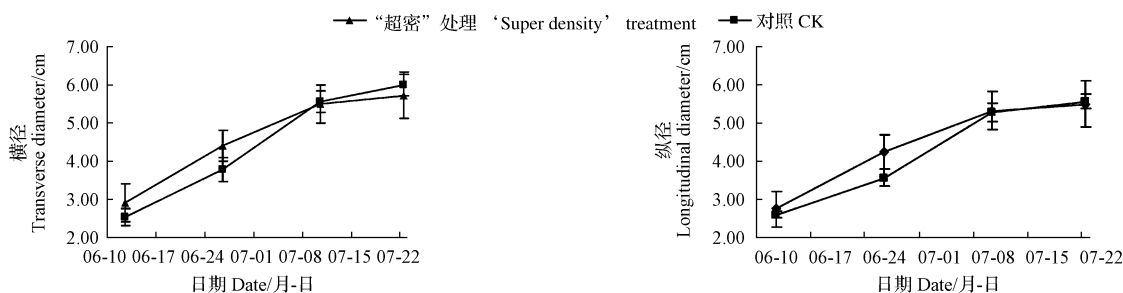 “超密”处理 ‘Super density’ treatment 对照 CK
横径
Transverse diameter/cm
7.00
6.00
5.00
4.00
3.00
2.00
06-10 06-17 06-24 07-01 07-08 07-15 07-22
日期 Date/月-日
纵径
Longitudinal diameter/cm
7.00
6.00
5.00
4.00
3.00
2.00
06-10 06-17 06-24 07-01 07-08 07-15 07-22
日期 Date/月-日